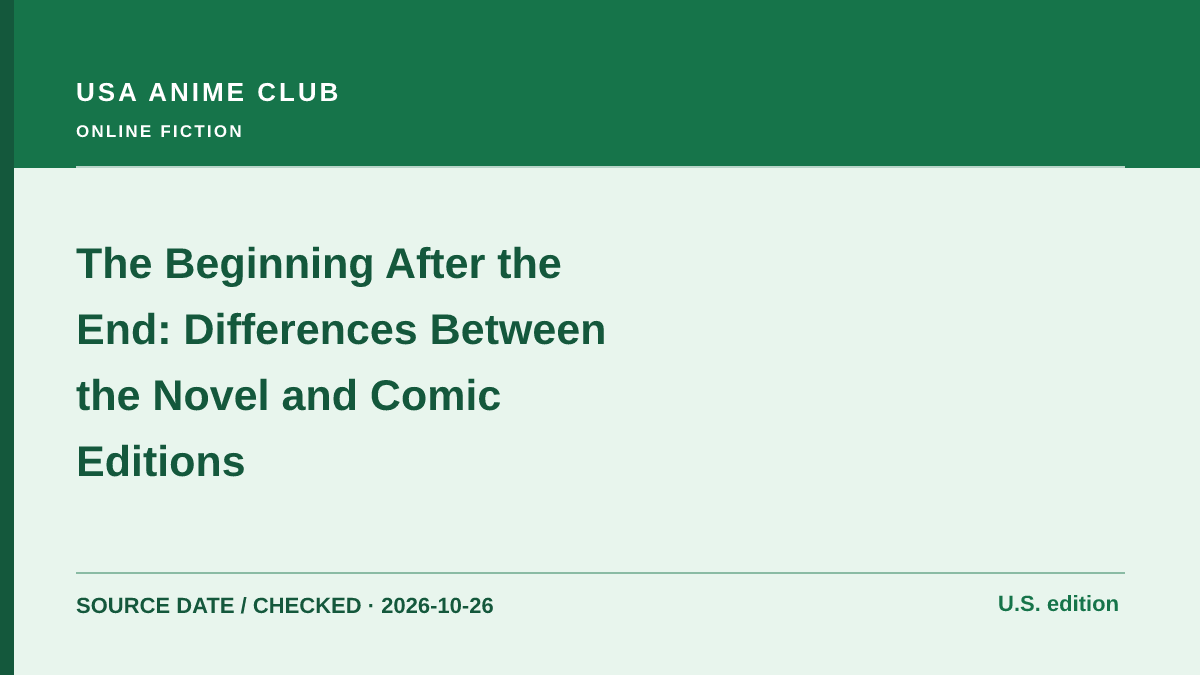 USA ANIME CLUB
ONLINE FICTION
The Beginning After the
End: Differences Between
the Novel and Comic
Editions
SOURCE DATE / CHECKED · 2026-10-26
U.S. edition